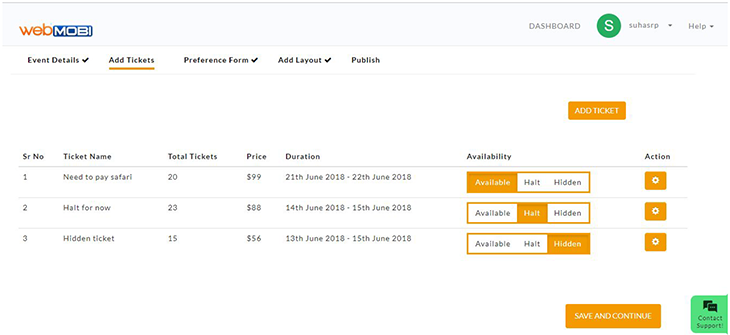 webMOBI
DASHBOARD S suhasrp Help
Event Details Add Tickets Preference Form Add Layout Publish
ADD TICKET
Sr No Ticket Name Total Tickets Price Duration Availability Action
1 Need to pay safari 20 $99 21th June 2018 - 22th June 2018 Available Halt Hidden
2 Halt for now 23 $88 14th June 2018 - 15th June 2018 Available Halt Hidden
3 Hidden ticket 15 $56 13th June 2018 - 15th June 2018 Available Halt Hidden
SAVE AND CONTINUE
Contact
Support!